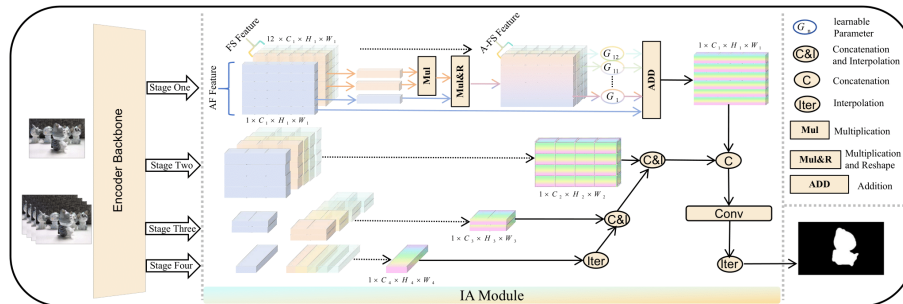 Encoder Backbone
Stage One
Stage Two
Stage Three
Stage Four
FS Feature
12 × C₁ × H₁ × W₁
AF Feature
1 × C₁ × H₁ × W₁
Mul
Mul&R
A-FS Feature
G₁₂
G₁₁
ADD
1 × C₁ × H₁ × W₁
1 × C₂ × H₂ × W₂
C&I
C
1 × C₃ × H₃ × W₃
C&I
Conv
1 × C₄ × H₄ × W₄
Iter
Iter
IA Module
learnable
Parameter
C&I
Concatenation
and Interpolation
C
Concatenation
Iter
Interpolation
Mul
Multiplication
Mul&R
Multiplication
and Reshape
ADD
Addition